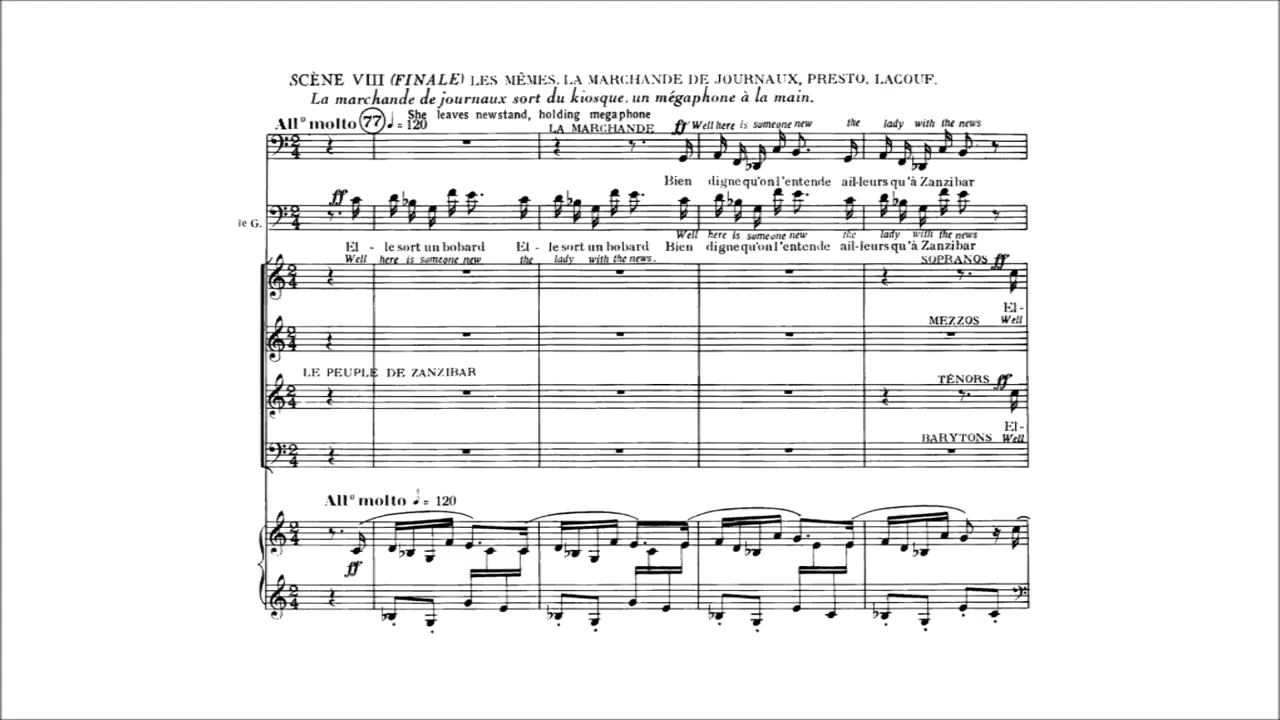 SCÈNE VIII (FINALE) LES MÊMES, LA MARCHANDE DE JOURNAUX, PRESTO, LACOUF.
La marchande de journaux sort du kiosque, un mégaphone à la main.
She leaves newstand, holding megaphone
All° molto 77 ♩= 120
LA MARCHANDE ff Well here is someone new the lady with the news
Bien digne qu'on l'entende ail-leurs qu'à Zanzibar
ff
le G.
Well here is someone new the lady with the news
El - le sort un bobard El - le sort un bobard Bien digne qu'on l'entende ail-leurs qu'à Zanzibar
Well here is someone new the lady with the news.
SOPRANOS ff
El-
Well
MEZZOS
LE PEUPLE DE ZANZIBAR
TÉNORS ff
El-
Well
BARYTONS
All° molto ♩= 120
ff